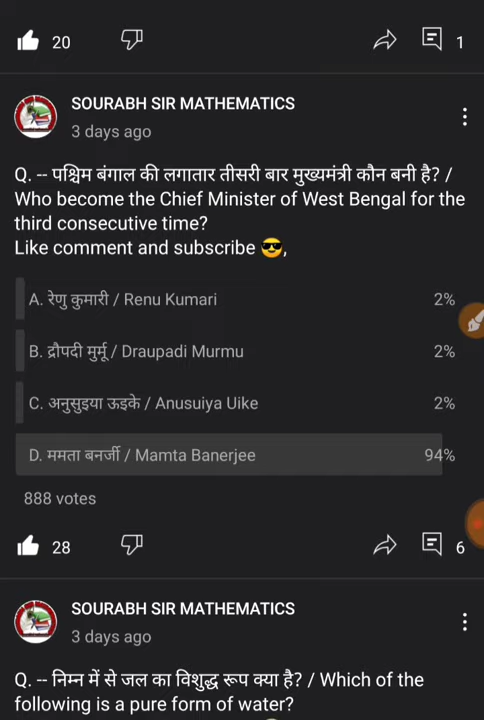 20
1
SOURABH SIR MATHEMATICS
3 days ago
Q. -- पश्चिम बंगाल की लगातार तीसरी बार मुख्यमंत्री कौन बनी है? /
Who become the Chief Minister of West Bengal for the
third consecutive time?
Like comment and subscribe 😎,
A. रेणु कुमारी / Renu Kumari 2%
B. द्रौपदी मुर्मू / Draupadi Murmu 2%
C. अनुसुइया ऊइके / Anusuiya Uike 2%
D. ममता बनर्जी / Mamta Banerjee 94%
888 votes
28
6
SOURABH SIR MATHEMATICS
3 days ago
Q. -- निम्न में से जल का विशुद्ध रूप क्या है? / Which of the
following is a pure form of water?